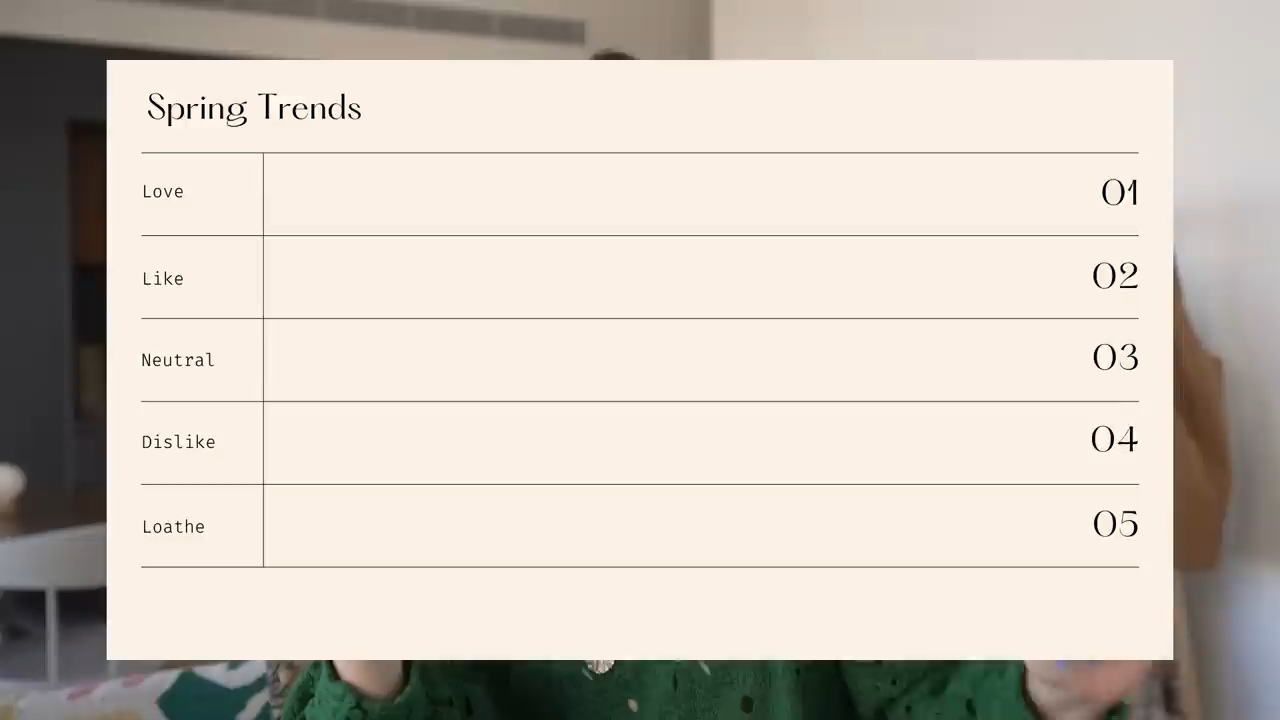 Spring Trends
Love 01
Like 02
Neutral 03
Dislike 04
Loathe 05